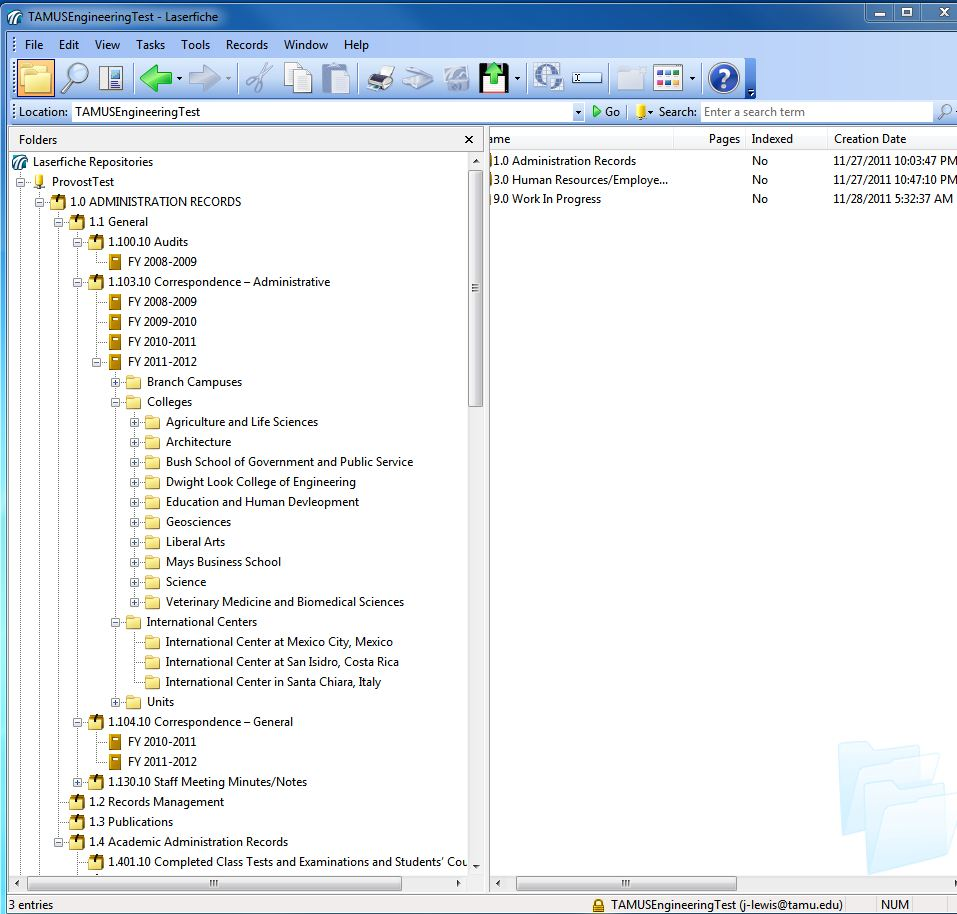 TAMUSEngineeringTest - Laserfiche
File Edit View Tasks Tools Records Window Help
Location: TAMUSEngineeringTest Go Search: Enter a search term
Folders
ame Pages Indexed Creation Date
Laserfiche Repositories
ProvostTest
1.0 ADMINISTRATION RECORDS
1.1 General
1.100.10 Audits
FY 2008-2009
1.103.10 Correspondence – Administrative
FY 2008-2009
FY 2009-2010
FY 2010-2011
FY 2011-2012
Branch Campuses
Colleges
Agriculture and Life Sciences
Architecture
Bush School of Government and Public Service
Dwight Look College of Engineering
Education and Human Devleopment
Geosciences
Liberal Arts
Mays Business School
Science
Veterinary Medicine and Biomedical Sciences
International Centers
International Center at Mexico City, Mexico
International Center at San Isidro, Costa Rica
International Center in Santa Chiara, Italy
Units
1.104.10 Correspondence – General
FY 2010-2011
FY 2011-2012
1.130.10 Staff Meeting Minutes/Notes
1.2 Records Management
1.3 Publications
1.4 Academic Administration Records
1.401.10 Completed Class Tests and Examinations and Students' Cou
1.0 Administration Records No 11/27/2011 10:03:47 PM
3.0 Human Resources/Employe... No 11/27/2011 10:47:10 PM
9.0 Work In Progress No 11/28/2011 5:32:37 AM
3 entries TAMUSEngineeringTest (j-lewis@tamu.edu) NUM